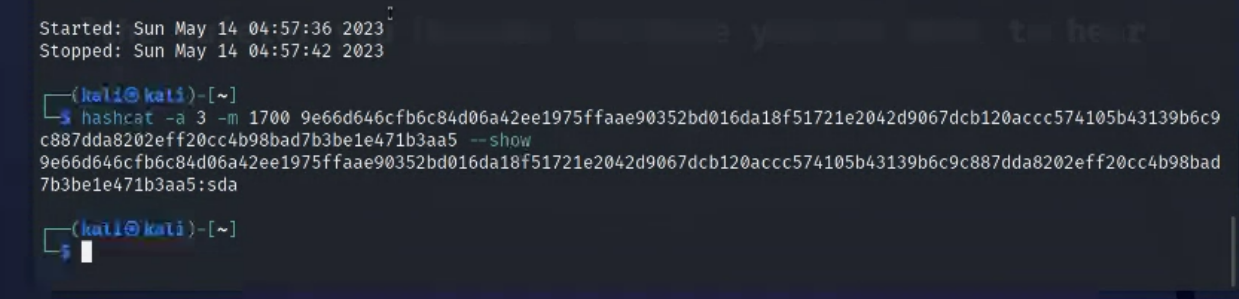 Started: Sun May 14 04:57:36 2023
Stopped: Sun May 14 04:57:42 2023
┌──(kali㉿kali)-[~]
└─$ hashcat -a 3 -m 1700 9e66d646cfb6c84d06a42ee1975ffaae90352bd016da18f51721e2042d9067dcb120accc574105b43139b6c9
c887dda8202eff20cc4b98bad7b3be1e471b3aa5 --show
9e66d646cfb6c84d06a42ee1975ffaae90352bd016da18f51721e2042d9067dcb120accc574105b43139b6c9c887dda8202eff20cc4b98bad
7b3be1e471b3aa5:sda
┌──(kali㉿kali)-[~]
└─$